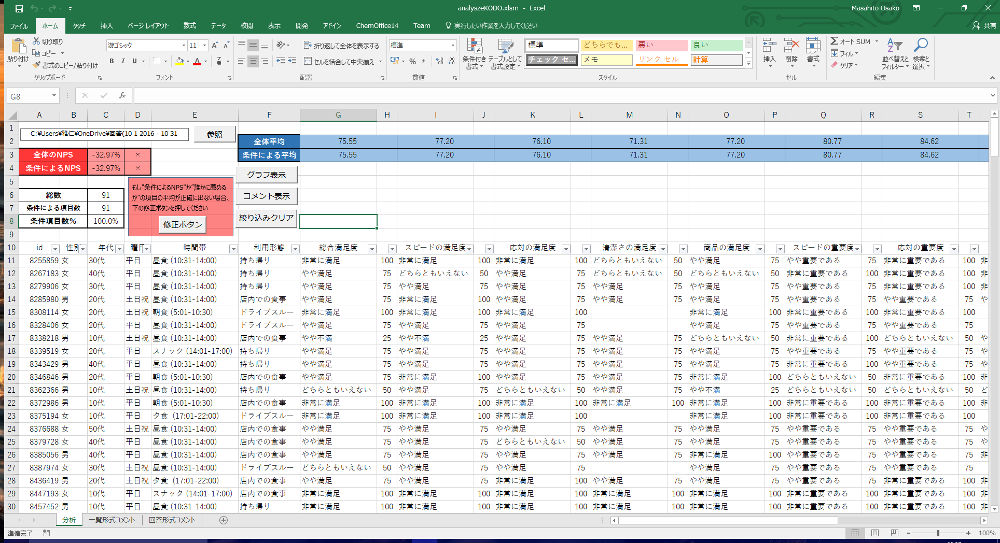 analyszeKODO.xlsm - Excel
Masahito Osako
ファイル ホーム タッチ 挿入 ページ レイアウト 数式 データ 校閲 表示 開発 アドイン ChemOffice14 Team 実行したい作業を入力してください 共有
貼り付け 切り取り コピー 書式のコピー/貼り付け クリップボード
游ゴシック 11 B I U フォント
折り返して全体を表示する セルを結合して中央揃え 配置
標準 % 数値
条件付き書式 テーブルとして書式設定 標準 どちらでも... 悪い 良い チェック セ... メモ リンク セル 計算 スタイル
挿入 削除 書式 セル
オート SUM フィル クリア 並べ替えとフィルター 検索と選択 編集
G8 fx
A B C D E F G H I J K L M N O P Q R S T
1 C:¥Users¥雅仁¥OneDrive¥回答(10 1 2016 - 10 31 参照
2 全体平均 75.55 77.20 76.10 71.31 77.20 80.77 84.62
3 全体のNPS -32.97% × 条件による平均 75.55 77.20 76.10 71.31 77.20 80.77 84.62
4 条件によるNPS -32.97% ×
グラフ表示
5
もし"条件によるNPS"か"誰かに薦めるか"の項目の平均が正確に出ない場合、下の修正ボタンを押してください
6 総数 91
コメント表示
7 条件による項目数 91
8 条件項目数% 100.0% 修正ボタン 絞り込みクリア
9
10 id 性別 年代 曜日 時間帯 利用形態 総合満足度 スピードの満足度 応対の満足度 清潔さの満足度 商品の満足度 スピードの重要度 応対の重要度
11 8255859 女 30代 平日 昼食 (10:31-14:00) 持ち帰り 非常に満足 100 非常に満足 100 非常に満足 100 どちらともいえない 50 やや満足 75 やや重要である 75 非常に重要である 100 非
12 8267183 女 40代 平日 昼食 (10:31-14:00) 持ち帰り やや満足 75 どちらともいえない 50 やや満足 75 どちらともいえない 50 どちらともいえない 50 非常に重要である 100 非常に重要である 100 非
13 8279906 女 30代 平日 昼食 (10:31-14:00) 持ち帰り やや満足 75 やや満足 75 やや満足 75 やや満足 75 やや満足 75 やや重要である 75 非常に重要である 100 非
14 8285980 男 20代 土日祝 昼食 (10:31-14:00) 店内での食事 やや満足 75 非常に満足 100 やや満足 75 やや満足 75 やや満足 75 やや重要である 75 やや重要である 75 や
15 8308114 女 20代 土日祝 朝食 (5:01-10:30) ドライブスルー 非常に満足 100 非常に満足 100 非常に満足 100 非常に満足 100 非常に重要である 100 非常に重要である 100
16 8328406 女 20代 平日 昼食 (10:31-14:00) ドライブスルー やや満足 75 やや満足 75 やや満足 75 やや満足 75 やや重要である 75 やや重要である 75
17 8338218 男 10代 土日祝 昼食 (10:31-14:00) 店内での食事 やや不満 25 やや不満 25 やや満足 75 やや満足 75 どちらともいえない 50 非常に重要である 100 どちらともいえない 50 や
18 8339519 女 20代 平日 スナック (14:01-17:00) 持ち帰り やや満足 75 やや満足 75 やや満足 75 やや満足 75 やや満足 75 やや重要である 75 やや重要である 75 や
19 8343429 男 40代 平日 昼食 (10:31-14:00) 持ち帰り やや満足 75 やや満足 75 やや満足 75 やや満足 75 やや満足 75 非常に重要である 100 やや重要である 75 や
20 8346846 男 20代 平日 朝食 (5:01-10:30) 店内での食事 やや満足 75 非常に満足 100 やや満足 75 やや満足 75 非常に満足 100 どちらともいえない 50 非常に重要である 100 非
21 8362366 男 10代 土日祝 昼食 (10:31-14:00) 持ち帰り どちらともいえない 50 やや満足 75 どちらともいえない 50 やや満足 75 やや不満 25 どちらともいえない 50 どちらともいえない 50 ど
22 8372986 男 10代 平日 朝食 (5:01-10:30) 店内での食事 非常に満足 100 非常に満足 100 非常に満足 100 非常に満足 100 非常に満足 100 非常に重要である 100 非常に重要である 100 非
23 8375194 女 10代 平日 夕食 (17:01-22:00) ドライブスルー 非常に満足 100 非常に満足 100 非常に満足 100 非常に満足 100 非常に重要である 100 非常に重要である 100
24 8376688 女 50代 土日祝 昼食 (10:31-14:00) 店内での食事 やや満足 75 やや満足 75 やや満足 75 やや満足 75 やや満足 75 やや重要である 75 やや重要である 75 や
25 8379728 女 40代 平日 昼食 (10:31-14:00) 店内での食事 やや満足 75 やや満足 75 どちらともいえない 50 やや満足 75 やや満足 75 やや重要である 75 やや重要である 75 や
26 8385056 男 40代 平日 昼食 (10:31-14:00) 店内での食事 やや満足 75 やや満足 75 やや満足 75 やや満足 75 非常に満足 100 やや重要である 75 やや重要である 75 非
27 8387974 女 30代 土日祝 昼食 (10:31-14:00) ドライブスルー どちらともいえない 50 やや満足 75 やや満足 75 やや満足 75 やや重要である 75 やや重要である 75
28 8436419 男 20代 土日祝 夕食 (17:01-22:00) 店内での食事 やや満足 75 やや満足 75 非常に満足 100 やや満足 75 やや満足 75 やや重要である 75 非常に重要である 100 非
29 8447193 女 10代 平日 スナック (14:01-17:00) 店内での食事 非常に満足 100 非常に満足 100 非常に満足 100 非常に満足 100 非常に満足 100 非常に重要である 100 非常に重要である 100 非
30 8457452 男 10代 平日 昼食 (10:31-14:00) 持ち帰り 非常に満足 100 非常に満足 100 非常に満足 100 非常に満足 100 非常に満足 100 非常に重要である 100 非常に重要である 100 非
分析 一覧形式コメント 回答形式コメント
準備完了 100%